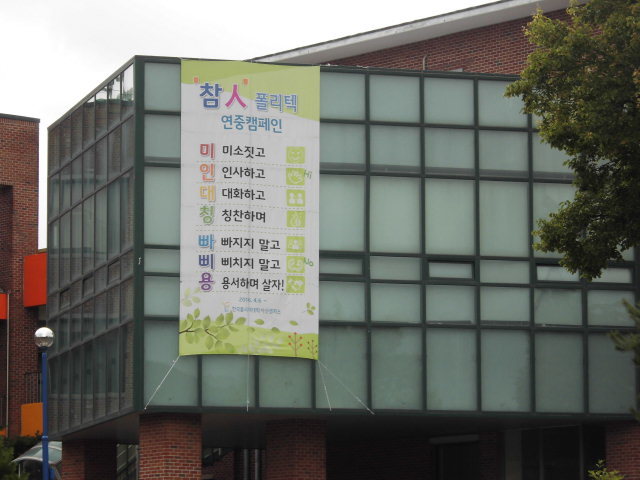 "참人" 폴리텍
연중캠페인
미 미소짓고
인 인사하고
대 대화하고
칭 칭찬하며
빠 빠지지 말고
삐 삐치지 말고
용 용서하며 살자!
2014. 4. ~